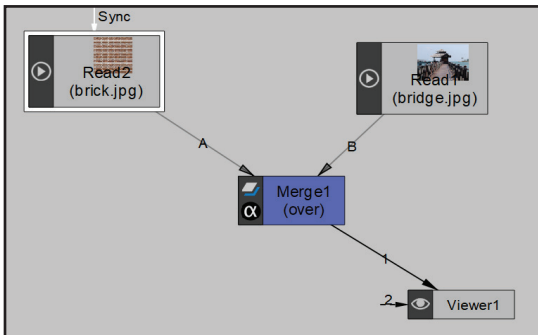 Sync
Read2
(brick.jpg)
Read1
(bridge.jpg)
A
B
Merge1
(over)
α
1
2
Viewer1